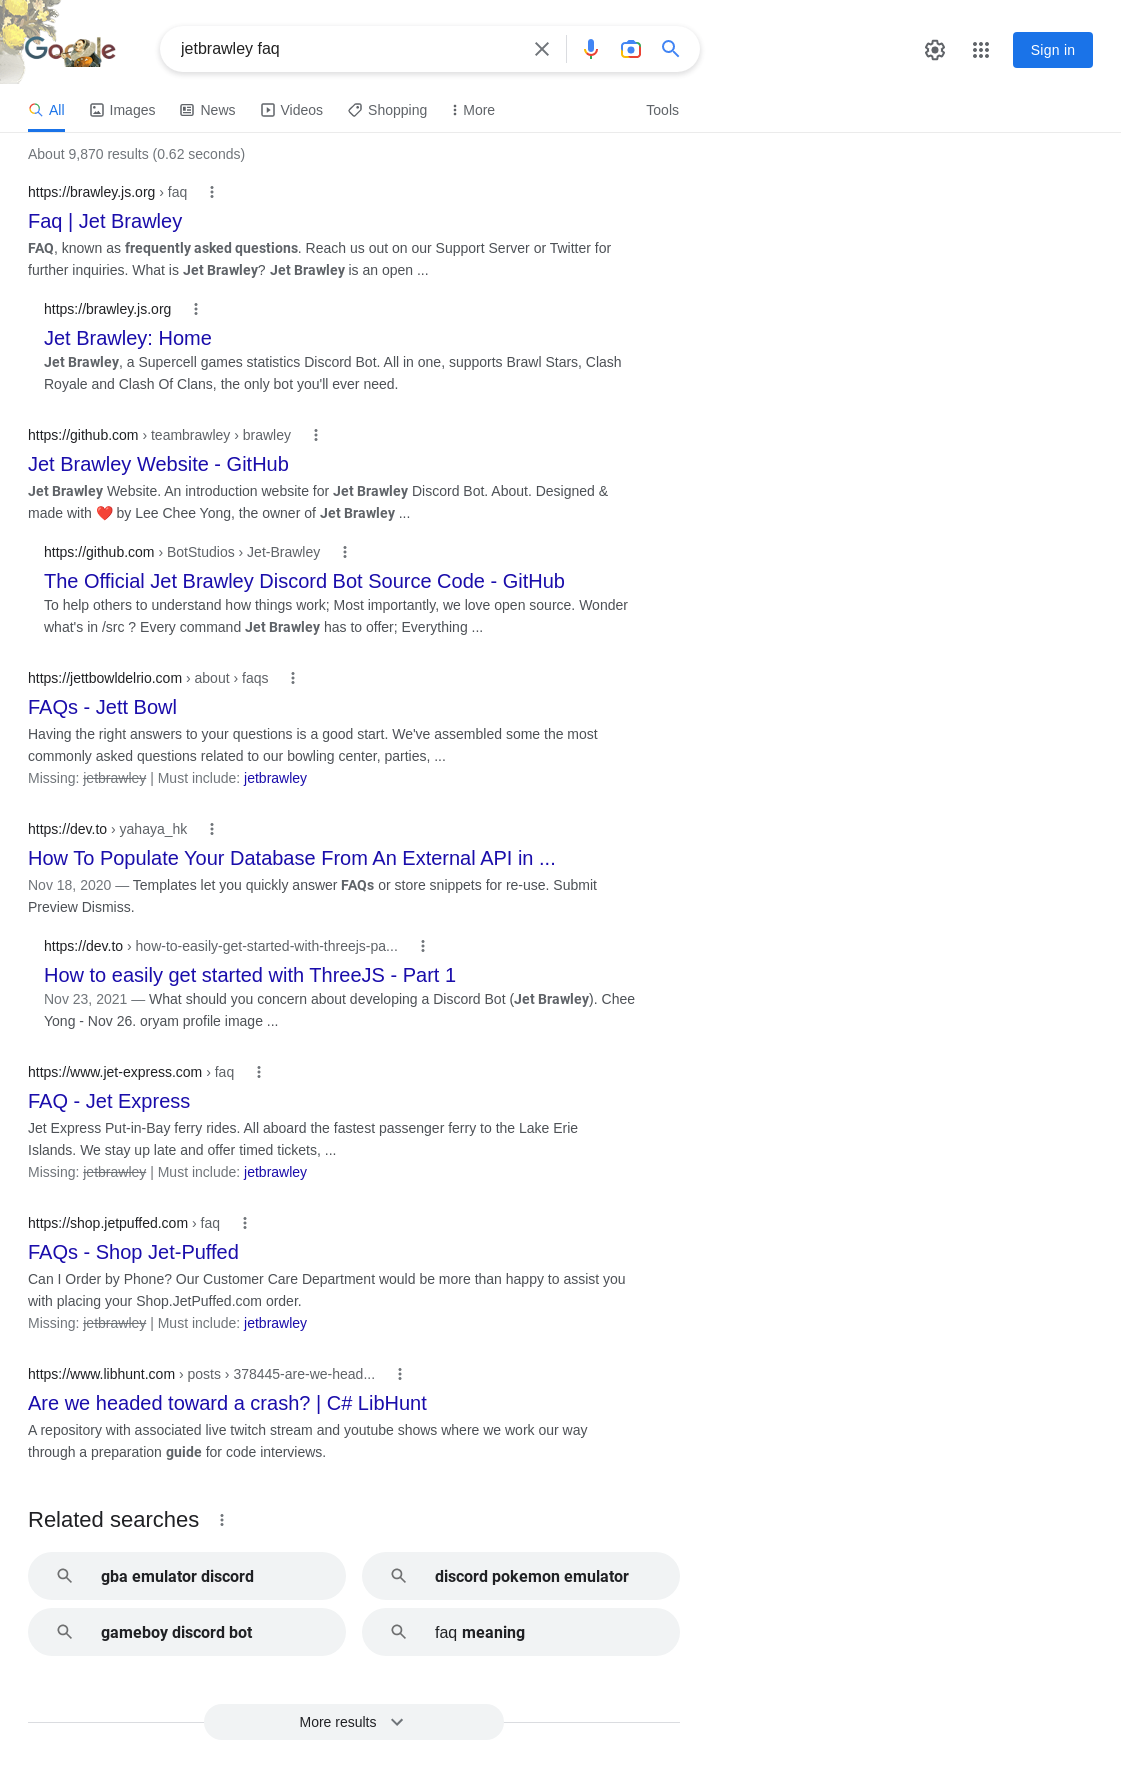 Google
jetbrawley faq
Sign in
All
Images
News
Videos
Shopping
More
Tools
About 9,870 results (0.62 seconds)
https://brawley.js.org › faq
Faq | Jet Brawley
FAQ, known as frequently asked questions. Reach us out on our Support Server or Twitter for
further inquiries. What is Jet Brawley? Jet Brawley is an open ...
https://brawley.js.org
Jet Brawley: Home
Jet Brawley, a Supercell games statistics Discord Bot. All in one, supports Brawl Stars, Clash
Royale and Clash Of Clans, the only bot you'll ever need.
https://github.com › teambrawley › brawley
Jet Brawley Website - GitHub
Jet Brawley Website. An introduction website for Jet Brawley Discord Bot. About. Designed &
made with ❤️ by Lee Chee Yong, the owner of Jet Brawley ...
https://github.com › BotStudios › Jet-Brawley
The Official Jet Brawley Discord Bot Source Code - GitHub
To help others to understand how things work; Most importantly, we love open source. Wonder
what's in /src ? Every command Jet Brawley has to offer; Everything ...
https://jettbowldelrio.com › about › faqs
FAQs - Jett Bowl
Having the right answers to your questions is a good start. We've assembled some the most
commonly asked questions related to our bowling center, parties, ...
Missing: jetbrawley | Must include: jetbrawley
https://dev.to › yahaya_hk
How To Populate Your Database From An External API in ...
Nov 18, 2020 — Templates let you quickly answer FAQs or store snippets for re-use. Submit
Preview Dismiss.
https://dev.to › how-to-easily-get-started-with-threejs-pa...
How to easily get started with ThreeJS - Part 1
Nov 23, 2021 — What should you concern about developing a Discord Bot (Jet Brawley). Chee
Yong - Nov 26. oryam profile image ...
https://www.jet-express.com › faq
FAQ - Jet Express
Jet Express Put-in-Bay ferry rides. All aboard the fastest passenger ferry to the Lake Erie
Islands. We stay up late and offer timed tickets, ...
Missing: jetbrawley | Must include: jetbrawley
https://shop.jetpuffed.com › faq
FAQs - Shop Jet-Puffed
Can I Order by Phone? Our Customer Care Department would be more than happy to assist you
with placing your Shop.JetPuffed.com order.
Missing: jetbrawley | Must include: jetbrawley
https://www.libhunt.com › posts › 378445-are-we-head...
Are we headed toward a crash? | C# LibHunt
A repository with associated live twitch stream and youtube shows where we work our way
through a preparation guide for code interviews.
Related searches
gba emulator discord
discord pokemon emulator
gameboy discord bot
faq meaning
More results